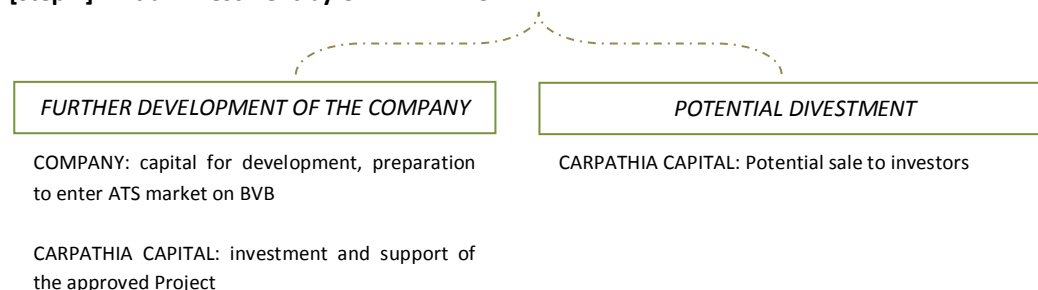 FURTHER DEVELOPMENT OF THE COMPANY
POTENTIAL DIVESTMENT
COMPANY: capital for development, preparation
to enter ATS market on BVB
CARPATHIA CAPITAL: investment and support of
the approved Project
CARPATHIA CAPITAL: Potential sale to investors